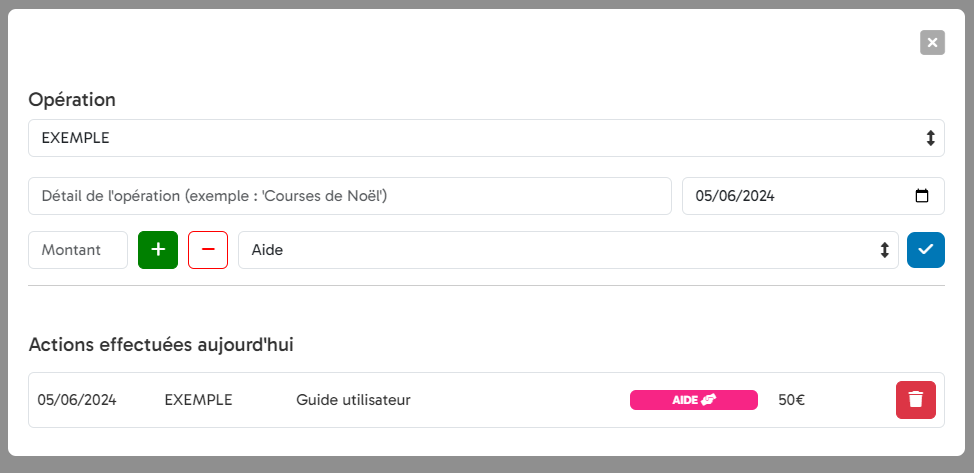 Opération
EXEMPLE
Détail de l'opération (exemple : 'Courses de Noël') 05/06/2024
Montant Aide
Actions effectuées aujourd'hui
05/06/2024 EXEMPLE Guide utilisateur AIDE 50€